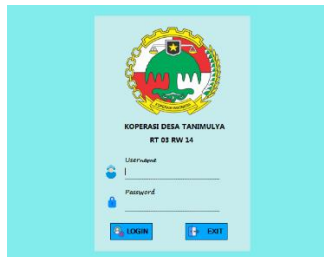 KOPERASI DESA TANIMULYA
RT 03 RW 14
Username
Password
LOGIN
EXIT